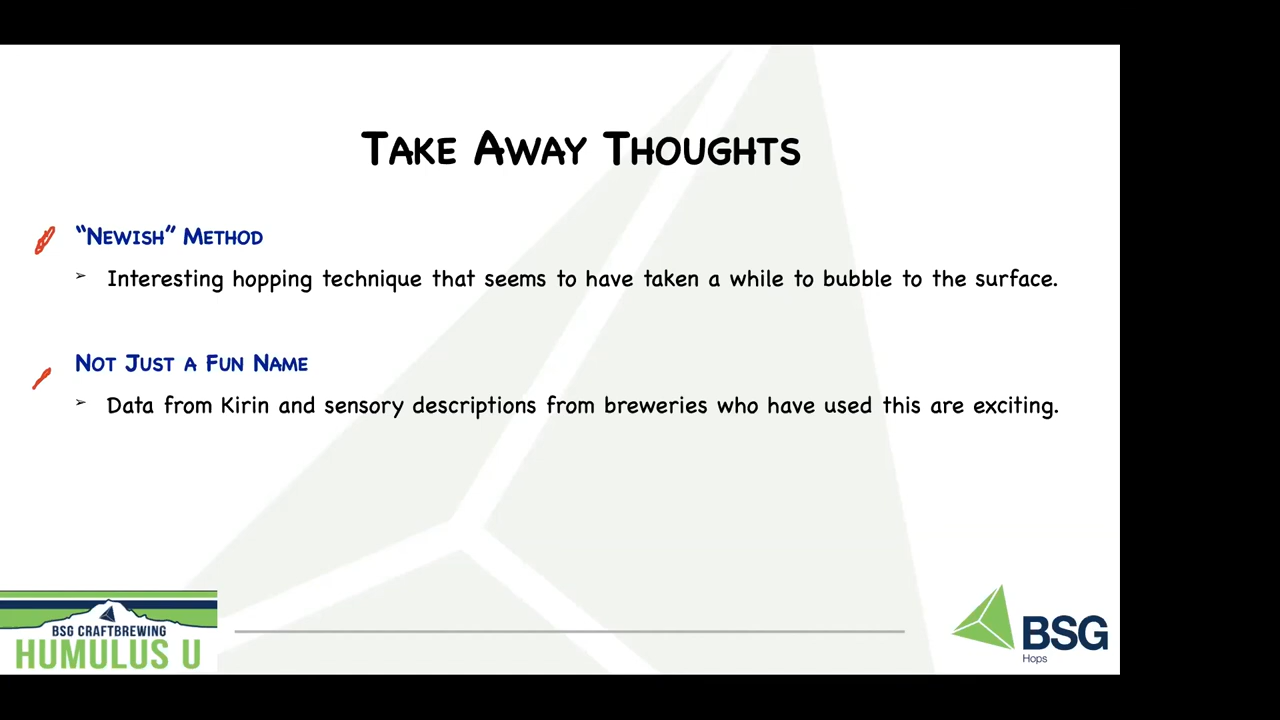 Take Away Thoughts
“Newish” Method
➢ Interesting hopping technique that seems to have taken a while to bubble to the surface.
Not Just a Fun Name
➢ Data from Kirin and sensory descriptions from breweries who have used this are exciting.
BSG CRAFTBREWING
HUMULUS U
BSG
Hops